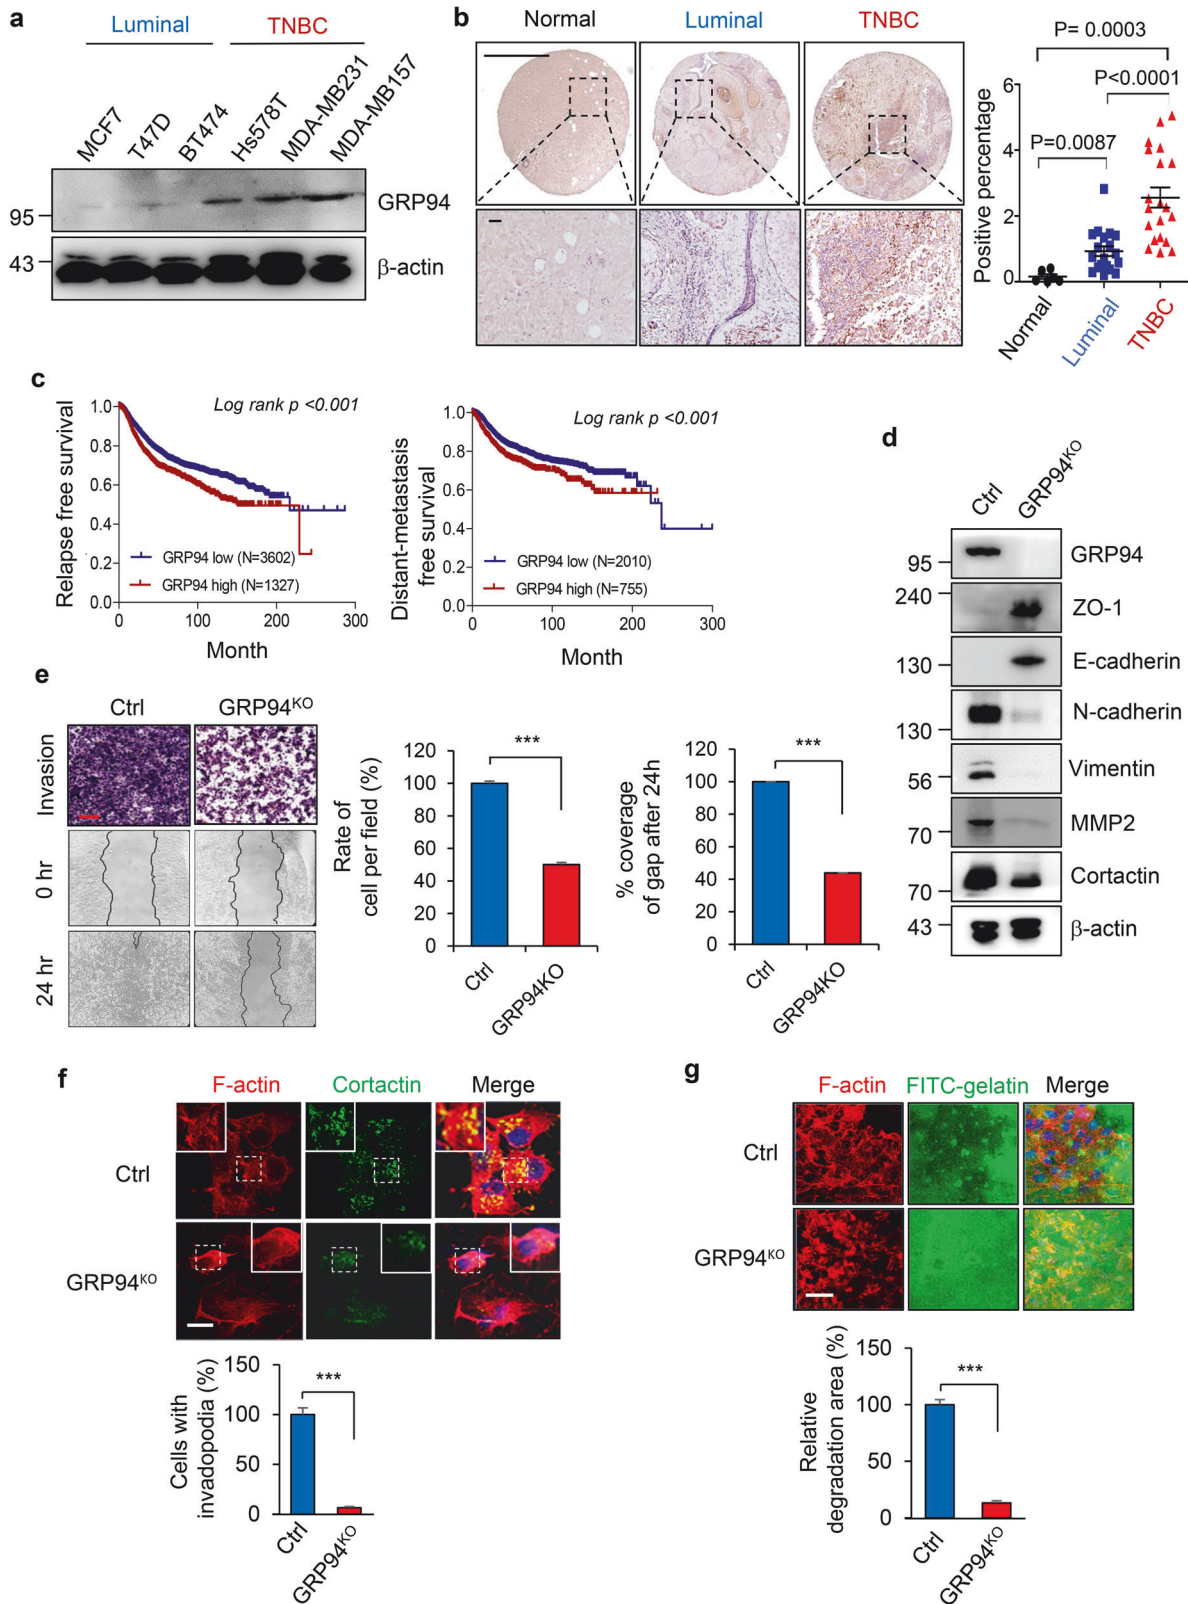 a
Luminal TNBC
MCF7 T47D BT474 Hs578T MDA-MB231 MDA-MB157
95 GRP94
43 β-actin
b
Normal Luminal TNBC
P= 0.0003
P<0.0001
P=0.0087
Positive percentage
6
4
2
0
Normal Luminal TNBC
c
Relapse free survival
Log rank p <0.001
1.0
0.8
0.6
0.4
0.2
0.0
GRP94 low (N=3602)
GRP94 high (N=1327)
0 100 200 300
Month
Distant-metastasis
free survival
Log rank p <0.001
1.0
0.8
0.6
0.4
0.2
0.0
GRP94 low (N=2010)
GRP94 high (N=755)
0 100 200 300
Month
d
Ctrl GRP94KO
95 GRP94
240 ZO-1
130 E-cadherin
130 N-cadherin
56 Vimentin
70 MMP2
70 Cortactin
43 β-actin
e
Ctrl GRP94KO
Invasion
0 hr
24 hr
Rate of
cell per field (%)
120
100
80
60
40
20
0
***
Ctrl GRP94KO
% coverage
of gap after 24h
120
100
80
60
40
20
0
***
Ctrl GRP94KO
f
F-actin Cortactin Merge
Ctrl
GRP94KO
Cells with
invadopodia (%)
150
100
50
0
***
Ctrl GRP94KO
g
F-actin FITC-gelatin Merge
Ctrl
GRP94KO
Relative
degradation area (%)
150
100
50
0
***
Ctrl GRP94KO